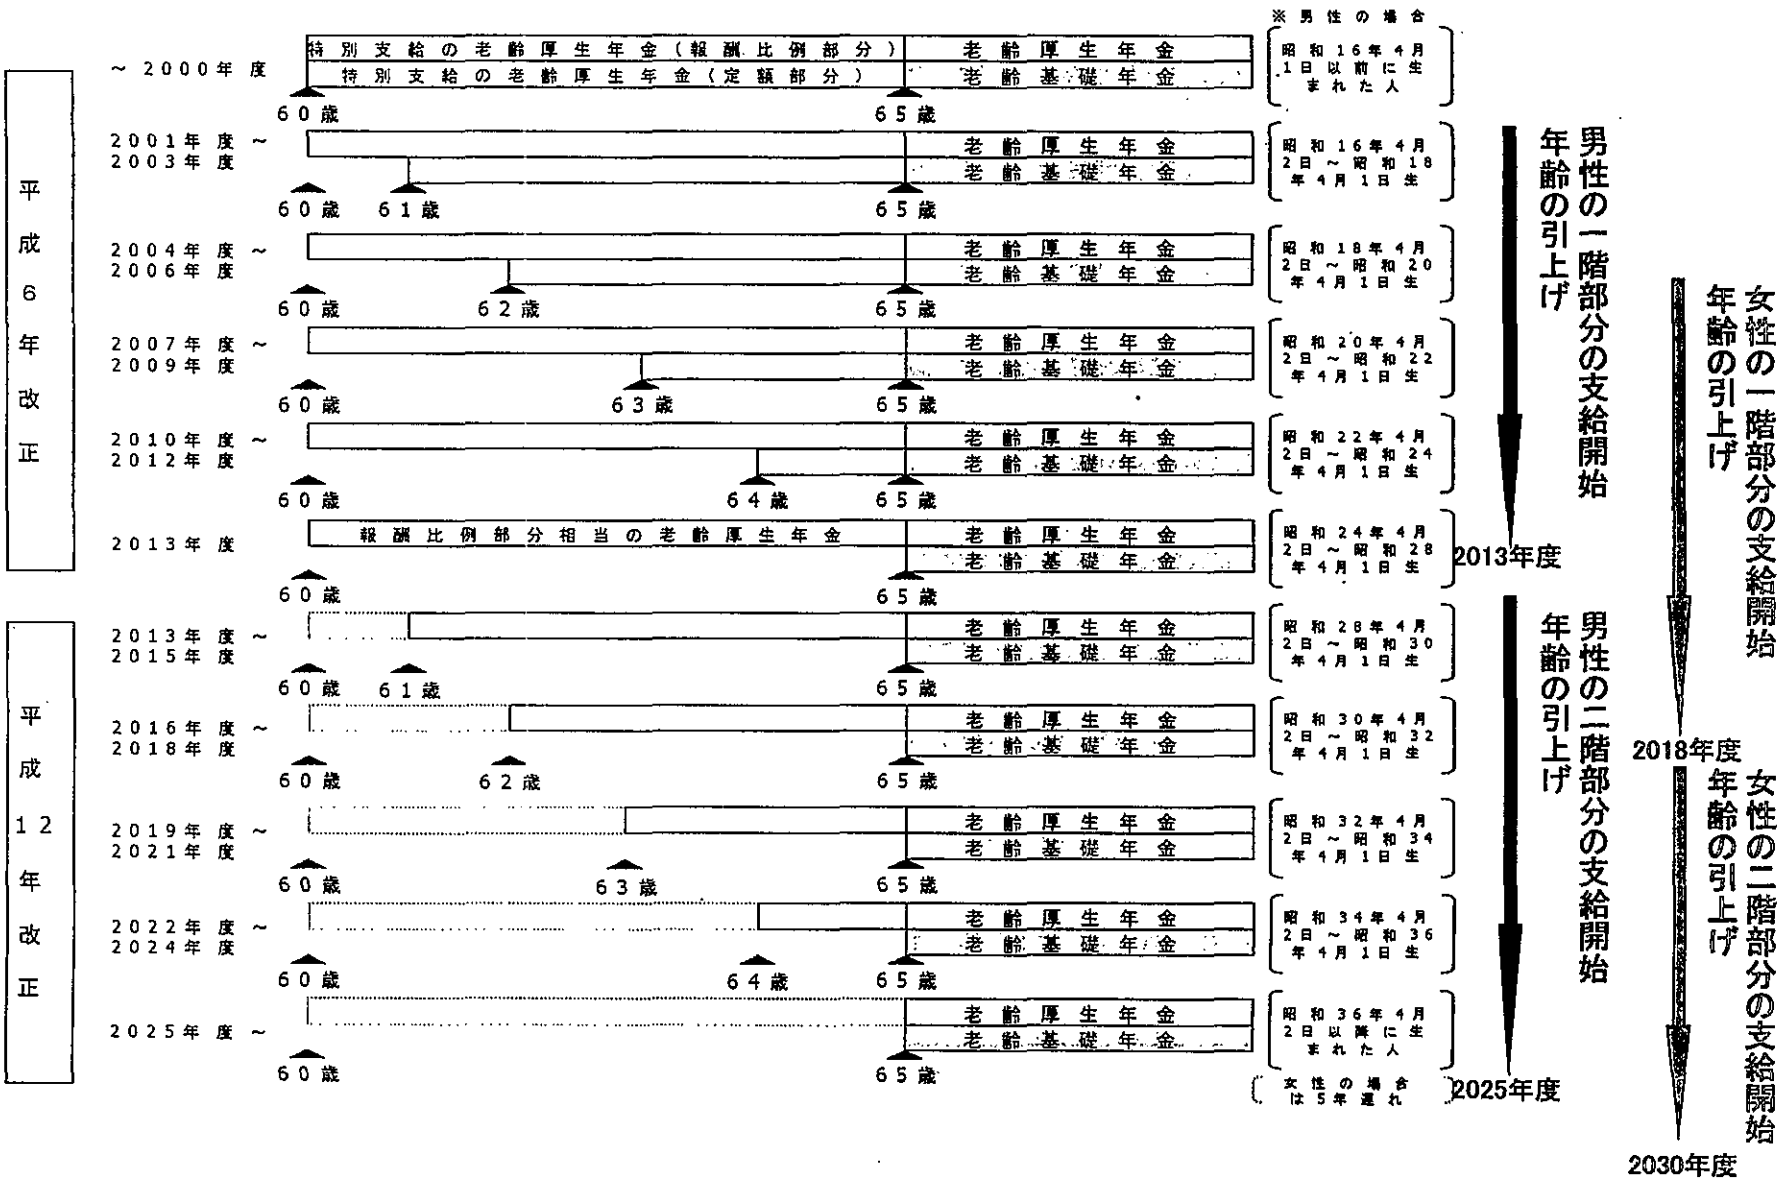 ※男性の場合
平成6年改正
~2000年度
特別支給の老齢厚生年金(報酬比例部分)
特別支給の老齢厚生年金(定額部分)
老齢厚生年金
老齢基礎年金
昭和16年4月
1日以前に生
まれた人
60歳
65歳
2001年度~
2003年度
老齢厚生年金
老齢基礎年金
昭和16年4月
2日~昭和18
年4月1日生
60歳
61歳
65歳
2004年度~
2006年度
老齢厚生年金
老齢基礎年金
昭和18年4月
2日~昭和20
年4月1日生
60歳
62歳
65歳
2007年度~
2009年度
老齢厚生年金
老齢基礎年金
昭和20年4月
2日~昭和22
年4月1日生
60歳
63歳
65歳
2010年度~
2012年度
老齢厚生年金
老齢基礎年金
昭和22年4月
2日~昭和24
年4月1日生
60歳
64歳
65歳
2013年度
報酬比例部分相当の老齢厚生年金
老齢厚生年金
老齢基礎年金
昭和24年4月
2日~昭和28
年4月1日生
60歳
65歳
平成12年改正
2013年度~
2015年度
老齢厚生年金
老齢基礎年金
昭和28年4月
2日~昭和30
年4月1日生
60歳
61歳
65歳
2016年度~
2018年度
老齢厚生年金
老齢基礎年金
昭和30年4月
2日~昭和32
年4月1日生
60歳
62歳
65歳
2019年度~
2021年度
老齢厚生年金
老齢基礎年金
昭和32年4月
2日~昭和34
年4月1日生
60歳
63歳
65歳
2022年度~
2024年度
老齢厚生年金
老齢基礎年金
昭和34年4月
2日~昭和36
年4月1日生
60歳
64歳
65歳
2025年度~
老齢厚生年金
老齢基礎年金
昭和36年4月
2日以降に生
まれた人
60歳
65歳
女性の場合
は5年遅れ
男性の一階部分の支給開始
年齢の引上げ
2013年度
男性の二階部分の支給開始
年齢の引上げ
2025年度
女性の一階部分の支給開始
年齢の引上げ
2018年度
女性の二階部分の支給開始
年齢の引上げ
2030年度